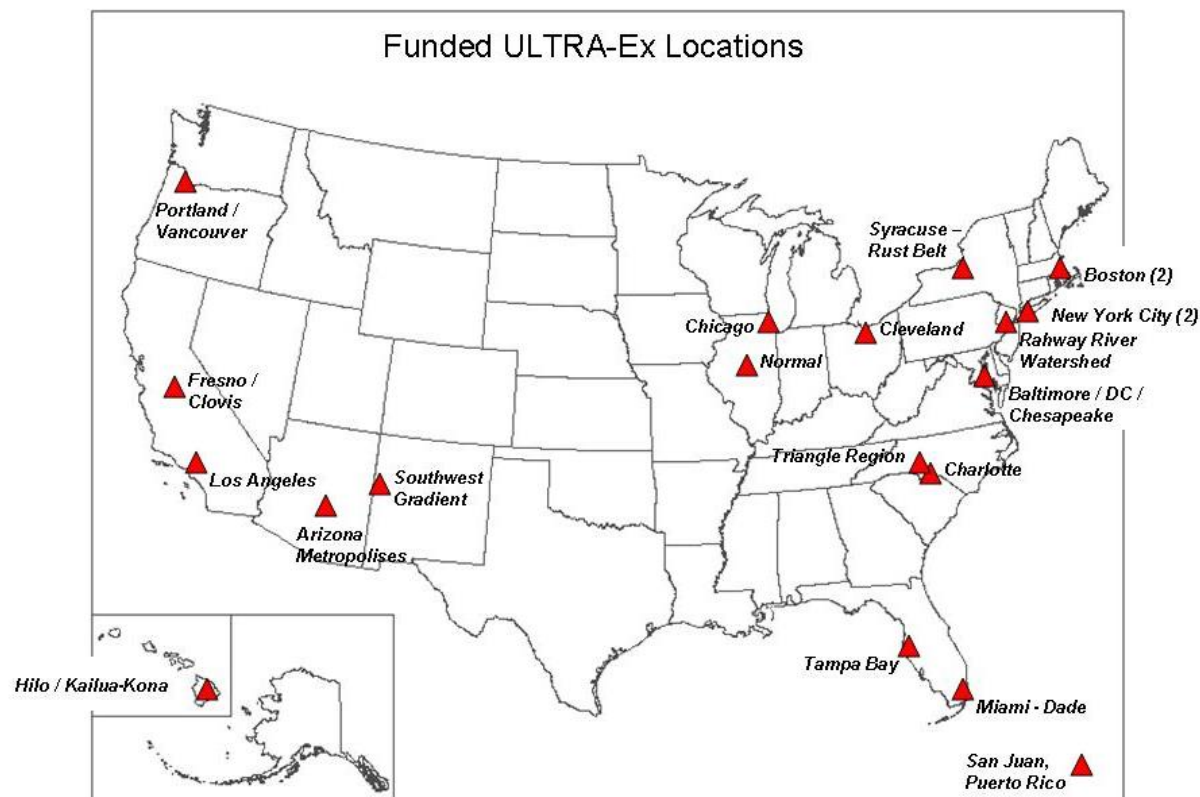 Funded ULTRA-Ex Locations
Portland /
Vancouver
Syracuse –
Rust Belt
Boston (2)
New York City (2)
Chicago
Cleveland
Rahway River
Watershed
Normal
Fresno /
Clovis
Baltimore / DC /
Chesapeake
Triangle Region
Charlotte
Los Angeles
Southwest
Gradient
Arizona
Metropolises
Tampa Bay
Hilo / Kailua-Kona
Miami - Dade
San Juan,
Puerto Rico